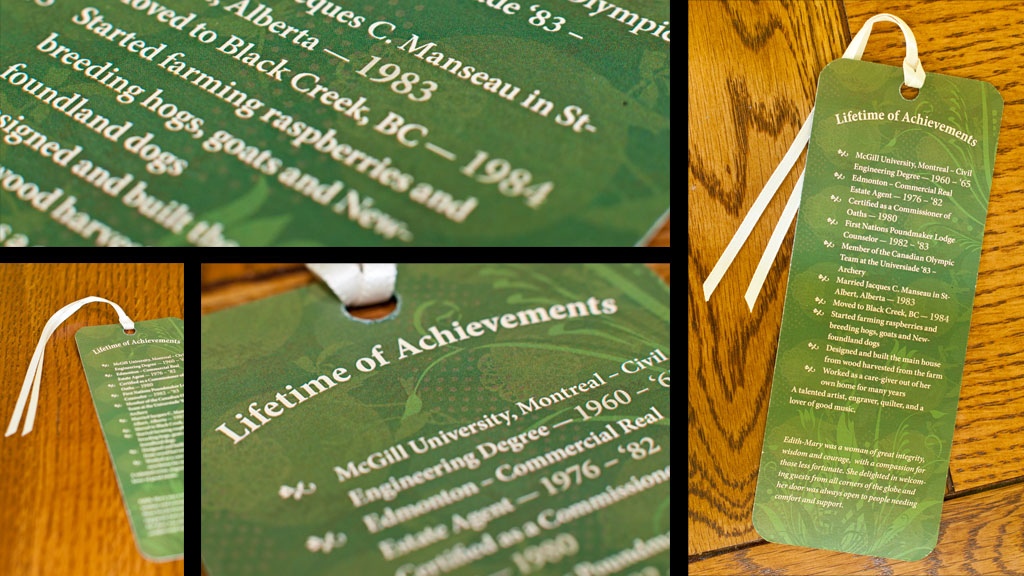 ques C. Manseau in St-
, Alberta — 1983
oved to Black Creek, BC — 1984
Started farming raspberries and
breeding hogs, goats and New-
foundland dogs
signed and built the
wood harve
Olympic
ade ‘83 –
Lifetime of Achievements
Lifetime of Achievements
McGill University, Montreal – Civil
Engineering Degree — 1960 – ‘6
Edmonton – Commercial Real
Estate Agent — 1976 – ‘82
Certified as a Commissioner
1980
Lifetime of Achievements
McGill University, Montreal – Civil
Engineering Degree — 1960 – ‘65
Edmonton – Commercial Real
Estate Agent — 1976 – ‘82
Certified as a Commissioner of
Oaths — 1980
First Nations Poundmaker Lodge
Counselor — 1982 – ‘83
Member of the Canadian Olympic
Team at the Universiade ‘83 –
Archery
Married Jacques C. Manseau in St-
Albert, Alberta — 1983
Moved to Black Creek, BC — 1984
Started farming raspberries and
breeding hogs, goats and New-
foundland dogs
Designed and built the main house
from wood harvested from the farm
Worked as a care-giver out of her
own home for many years
A talented artist, engraver, quilter, and a
lover of good music.
Edith-Mary was a woman of great integrity,
wisdom and courage, with a compassion for
those less fortunate. She delighted in welcom-
ing guests from all corners of the globe and
her door was always open to people needing
comfort and support.